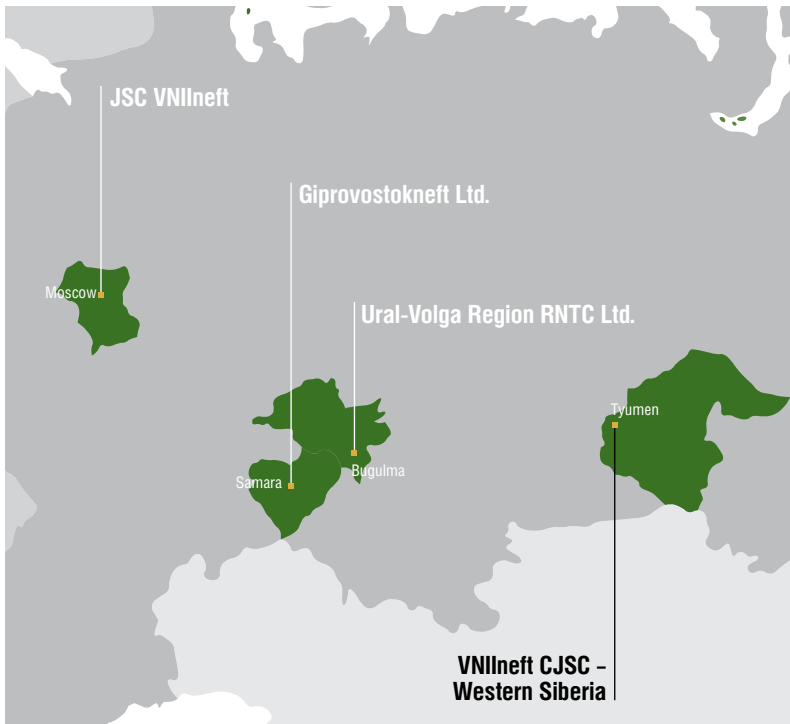 JSC VNIIneft
Giprovostokneft Ltd.
Moscow
Ural-Volga Region RNTC Ltd.
Tyumen
Bugulma
Samara
VNIIneft CJSC –
Western Siberia